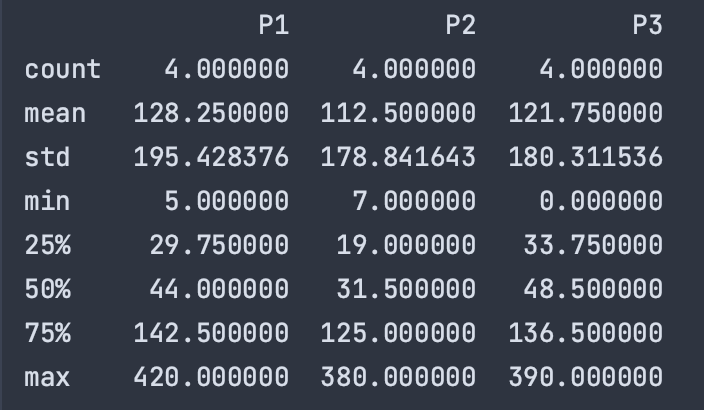 P1 P2 P3
count 4.000000 4.000000 4.000000
mean 128.250000 112.500000 121.750000
std 195.428376 178.841643 180.311536
min 5.000000 7.000000 0.000000
25% 29.750000 19.000000 33.750000
50% 44.000000 31.500000 48.500000
75% 142.500000 125.000000 136.500000
max 420.000000 380.000000 390.000000